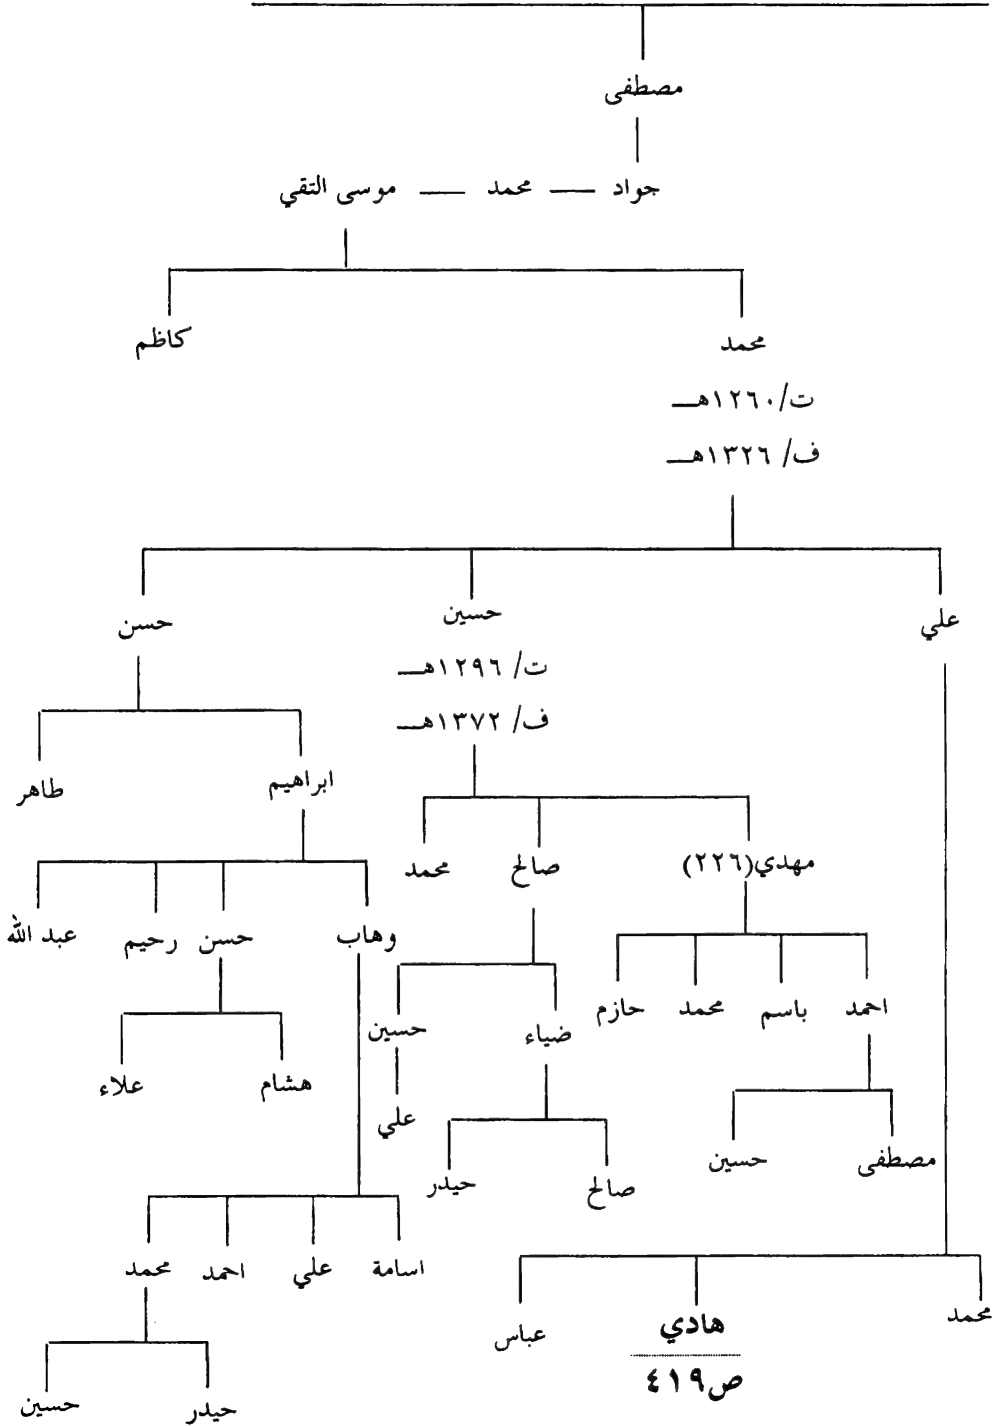 مصطفى
جواد — محمد — موسى التقي
محمد كاظم
ت/١٢٦٠هـ
ف/ ١٣٢٦هـ
علي حسين حسن
ت/ ١٢٩٦هـ
ف/ ١٣٧٢هـ
ابراهيم طاهر
مهدي(٢٢٦) صالح محمد
وهاب حسن رحيم عبد الله
احمد باسم محمد حازم
ضياء حسين
هشام علاء
علي
مصطفى حسين
صالح حيدر
اسامة علي احمد محمد
محمد هادي عباس
ص٤١٩
حيدر حسين